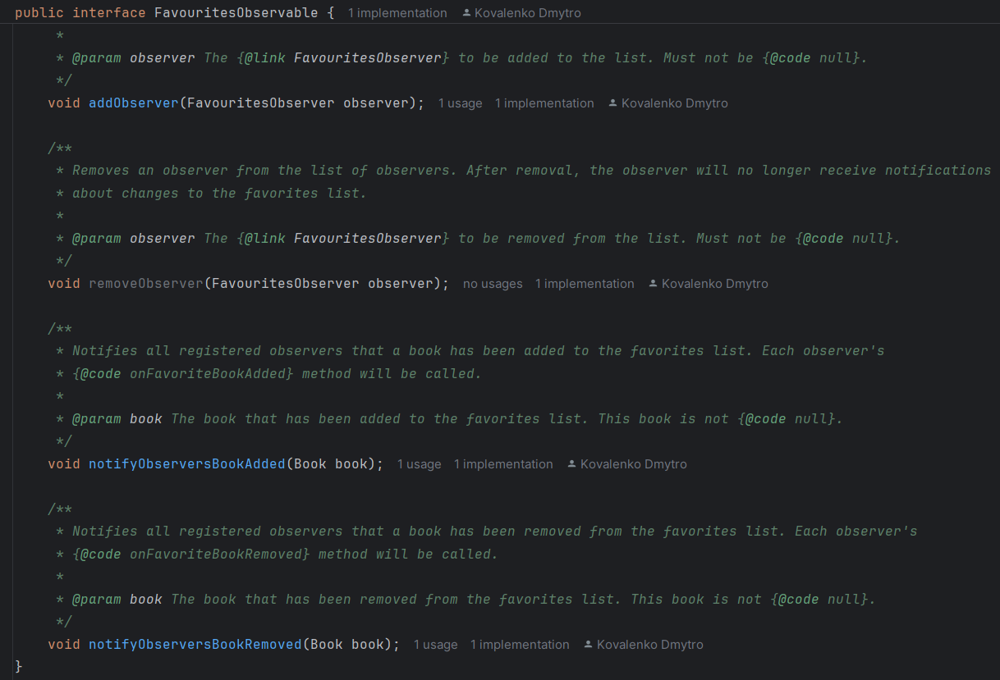 public interface FavouritesObservable { 1 implementation Kovalenko Dmytro
*
* @param observer The {@link FavouritesObserver} to be added to the list. Must not be {@code null}.
*/
void addObserver(FavouritesObserver observer); 1 usage 1 implementation Kovalenko Dmytro
/**
* Removes an observer from the list of observers. After removal, the observer will no longer receive notifications
* about changes to the favorites list.
*
* @param observer The {@link FavouritesObserver} to be removed from the list. Must not be {@code null}.
*/
void removeObserver(FavouritesObserver observer); no usages 1 implementation Kovalenko Dmytro
/**
* Notifies all registered observers that a book has been added to the favorites list. Each observer's
* {@code onFavoriteBookAdded} method will be called.
*
* @param book The book that has been added to the favorites list. This book is not {@code null}.
*/
void notifyObserversBookAdded(Book book); 1 usage 1 implementation Kovalenko Dmytro
/**
* Notifies all registered observers that a book has been removed from the favorites list. Each observer's
* {@code onFavoriteBookRemoved} method will be called.
*
* @param book The book that has been removed from the favorites list. This book is not {@code null}.
*/
void notifyObserversBookRemoved(Book book); 1 usage 1 implementation Kovalenko Dmytro
}